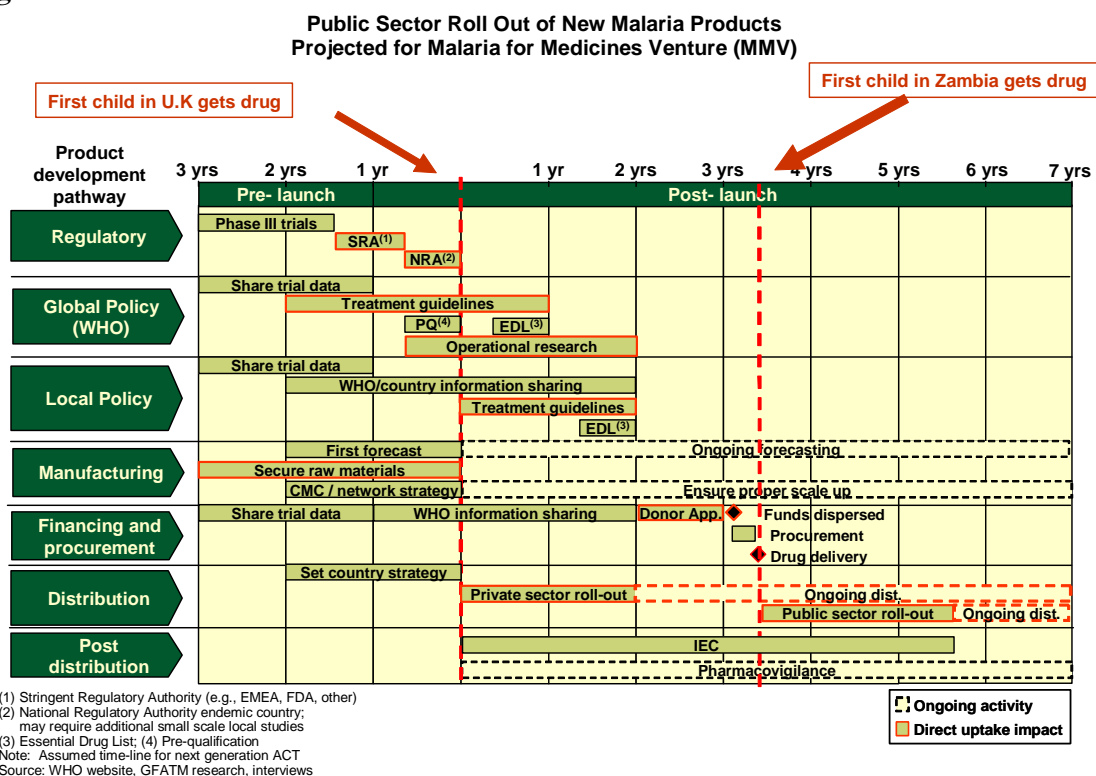 Public Sector Roll Out of New Malaria Products
Projected for Malaria for Medicines Venture (MMV)
First child in U.K gets drug
First child in Zambia gets drug
Product
development
pathway
3 yrs 2 yrs 1 yr 1 yr 2 yrs 3 yrs 4 yrs 5 yrs 6 yrs 7 yrs
Pre- launch Post- launch
Regulatory
Phase III trials
SRA(1)
NRA(2)
Global Policy
(WHO)
Share trial data
Treatment guidelines
PQ(4) EDL(3)
Operational research
Local Policy
Share trial data
WHO/country information sharing
Treatment guidelines
EDL(3)
Manufacturing
First forecast Ongoing forecasting
Secure raw materials
CMC / network strategy Ensure proper scale up
Financing and
procurement
Share trial data WHO information sharing Donor App. Funds dispersed
Procurement
Drug delivery
Distribution
Set country strategy
Private sector roll-out Ongoing dist.
Public sector roll-out Ongoing dist.
Post
distribution
IEC
Pharmacovigilance
(1) Stringent Regulatory Authority (e.g., EMEA, FDA, other)
(2) National Regulatory Authority endemic country;
may require additional small scale local studies
(3) Essential Drug List; (4) Pre-qualification
Note: Assumed time-line for next generation ACT
Source: WHO website, GFATM research, interviews
Ongoing activity
Direct uptake impact